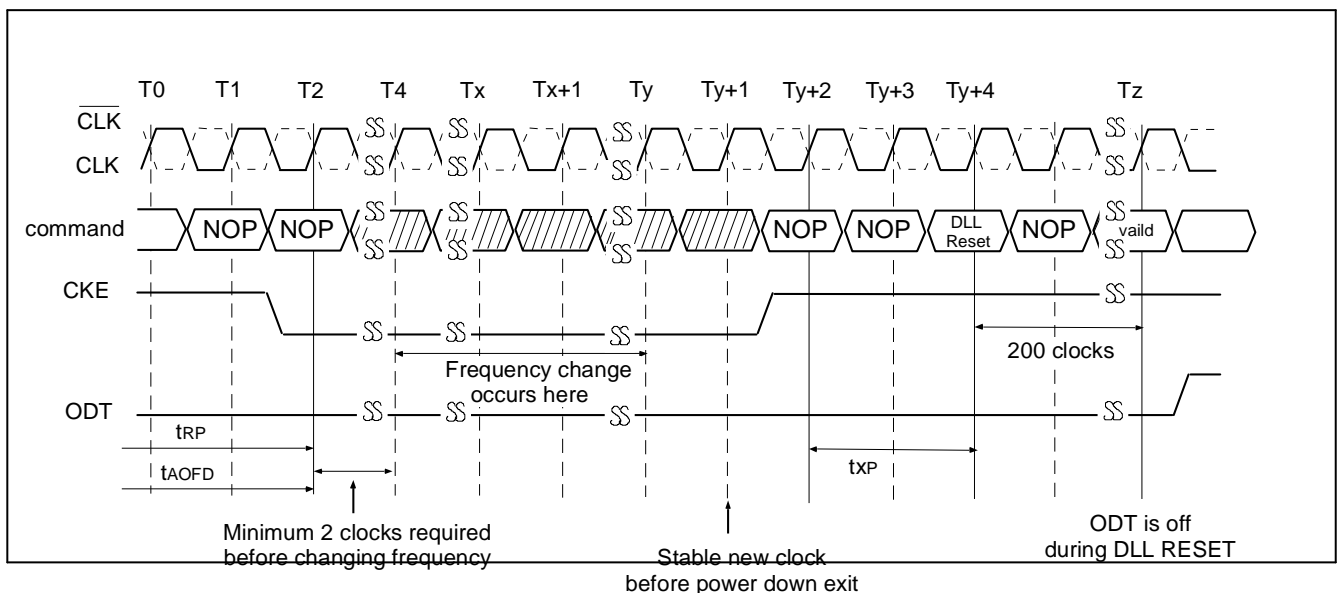 T0 T1 T2 T4 Tx Tx+1 Ty Ty+1 Ty+2 Ty+3 Ty+4 Tz
CLK
CLK
command NOP NOP NOP NOP DLL Reset NOP vaild
CKE
200 clocks
Frequency change
occurs here
ODT
tRP
tXP
tAOFD
Minimum 2 clocks required
before changing frequency
Stable new clock
before power down exit
ODT is off
during DLL RESET